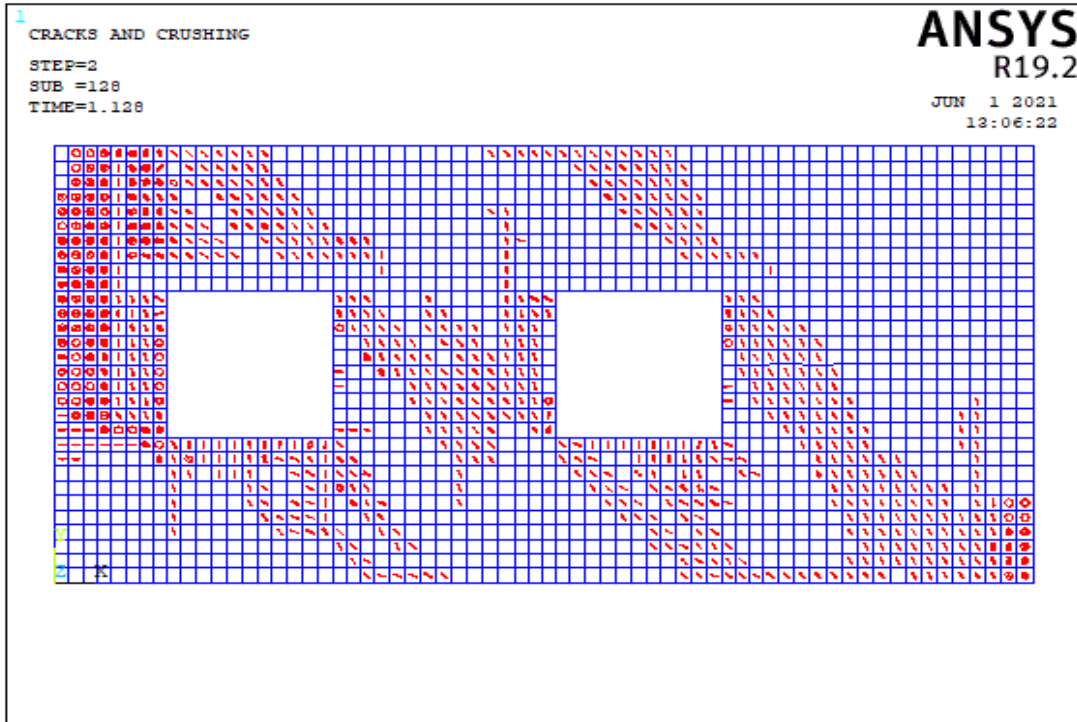 1
CRACKS AND CRUSHING
STEP=2
SUB =128
TIME=1.128
ANSYS
R19.2
JUN  1 2021
13:06:22
Y
Z X